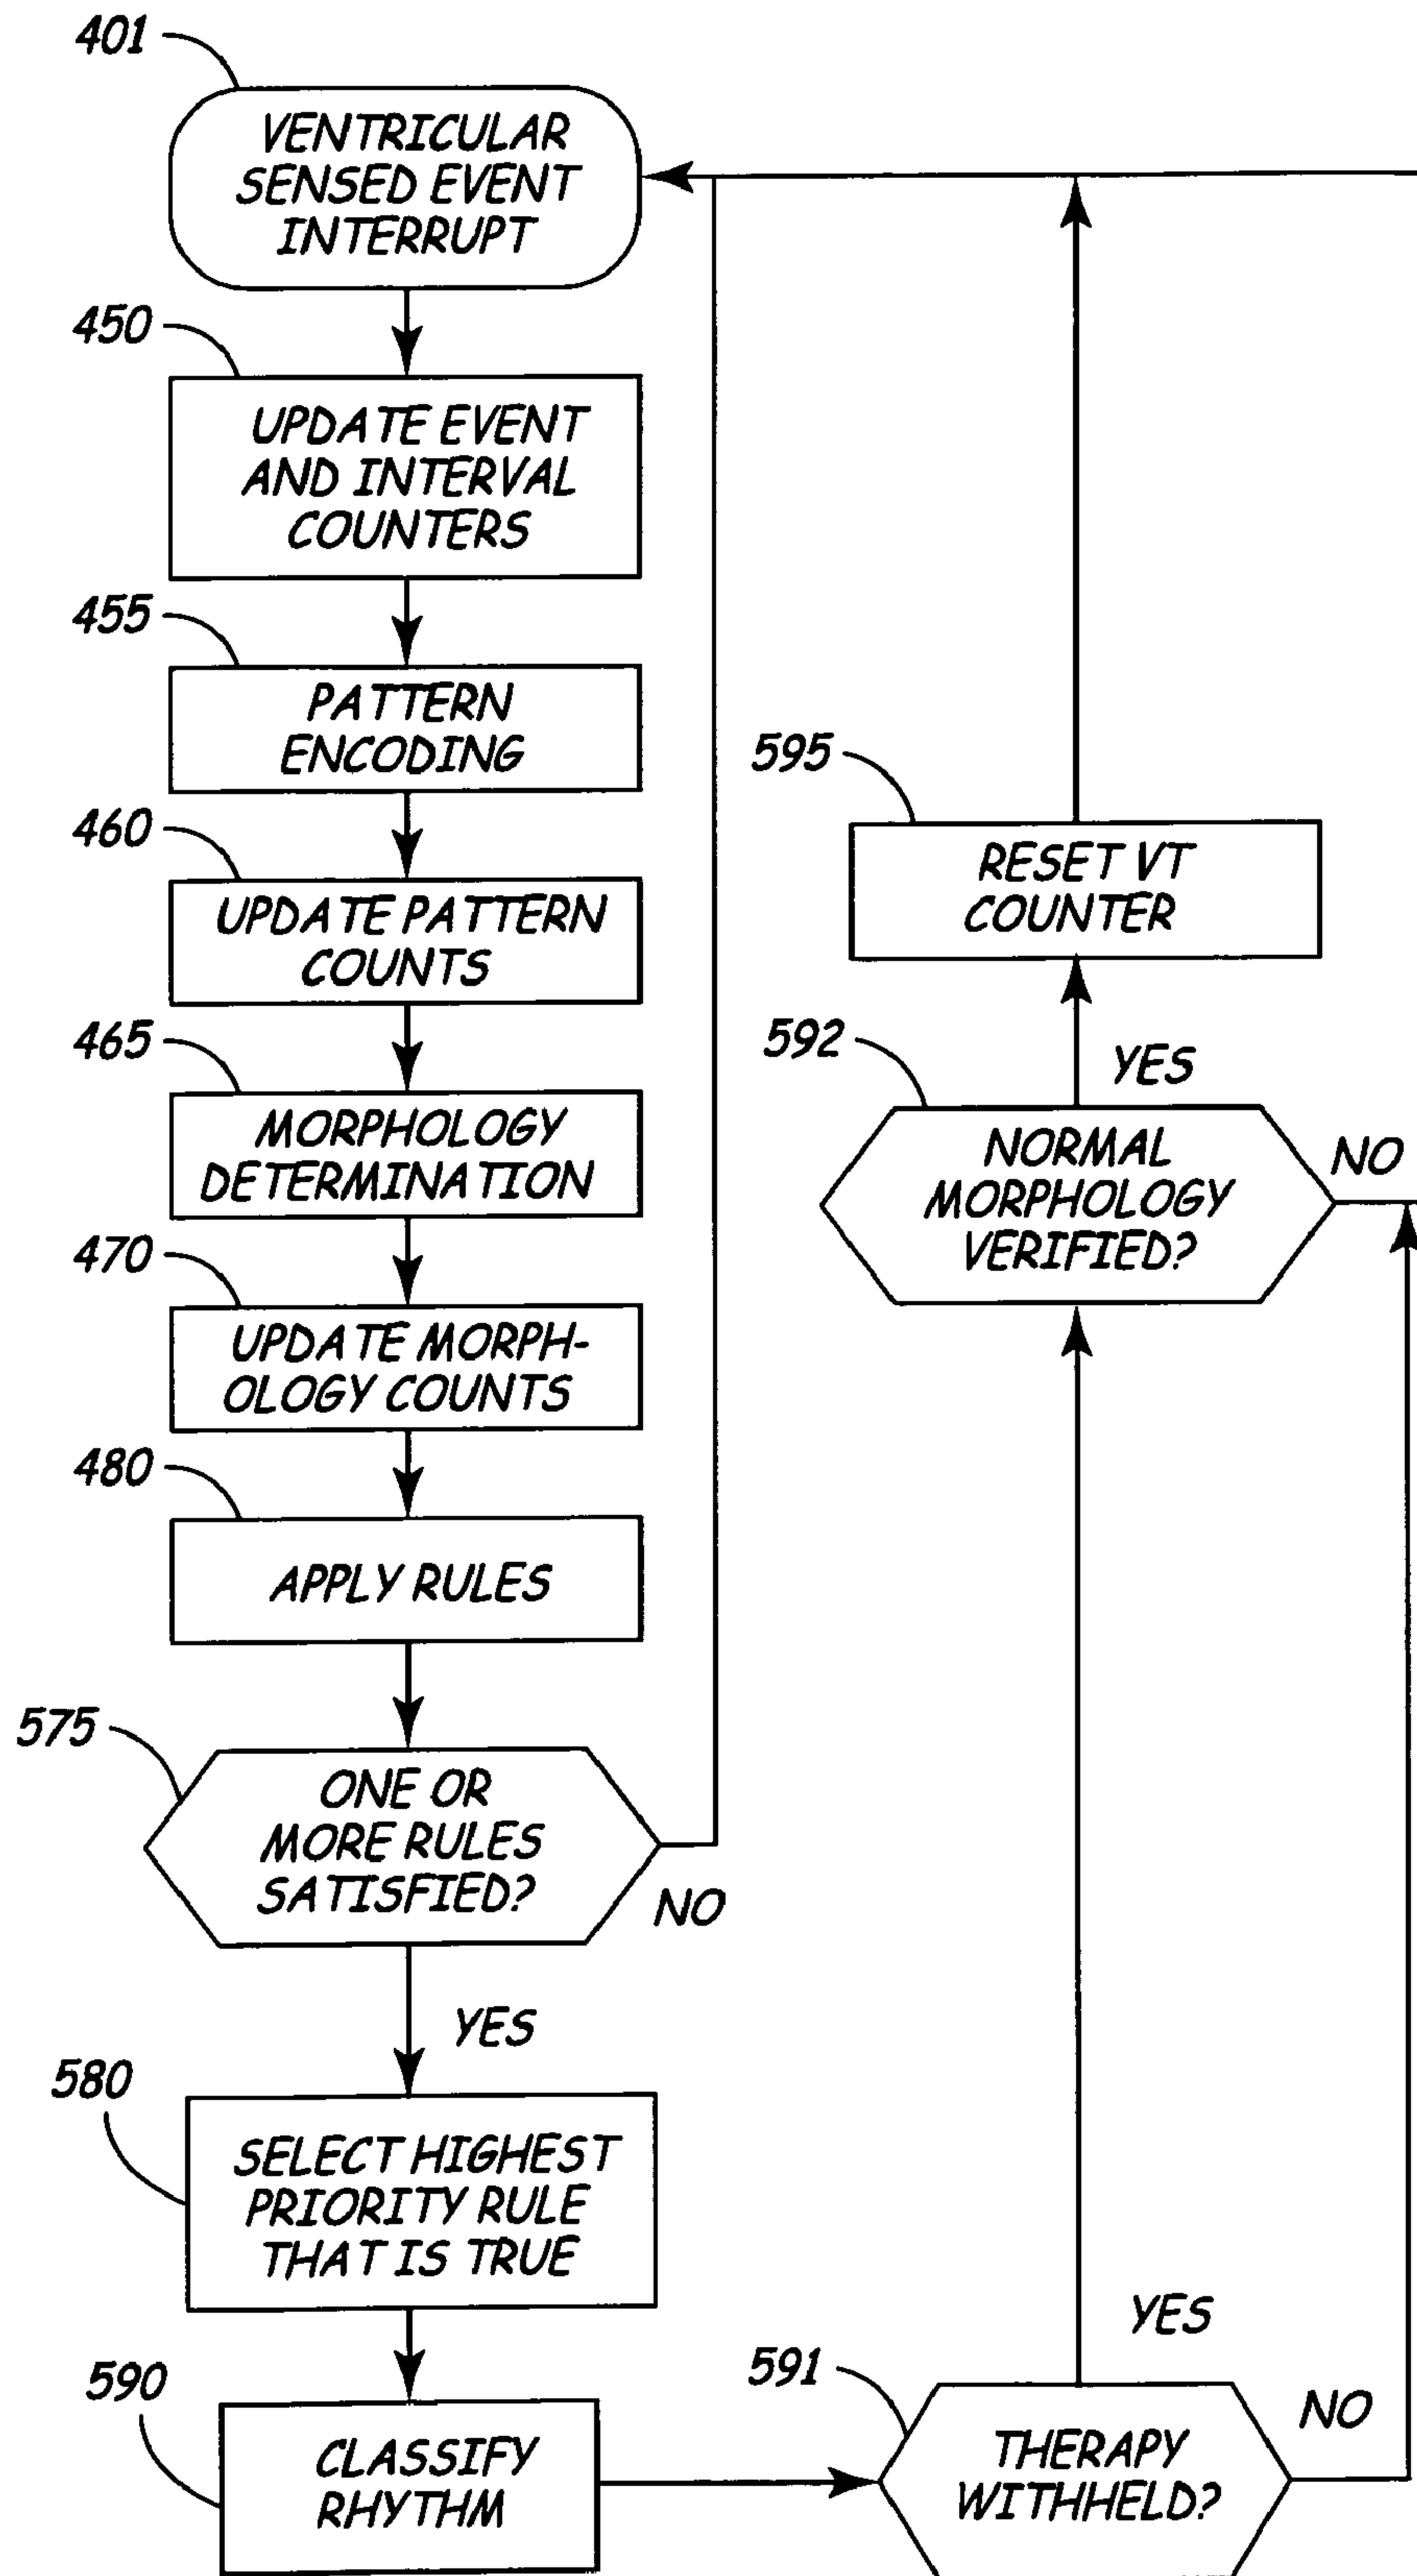 401
VENTRICULAR
SENSED EVENT
INTERRUPT
450
UPDATE EVENT
AND INTERVAL
COUNTERS
455
PATTERN
ENCODING
460
UPDATE PATTERN
COUNTS
465
MORPHOLOGY
DETERMINATION
470
UPDATE MORPH-
OLOGY COUNTS
480
APPLY RULES
575
ONE OR
MORE RULES
SATISFIED?
NO
YES
580
SELECT HIGHEST
PRIORITY RULE
THAT IS TRUE
590
CLASSIFY
RHYTHM
591
THERAPY
WITHHELD?
NO
YES
592
NORMAL
MORPHOLOGY
VERIFIED?
NO
YES
595
RESET VT
COUNTER